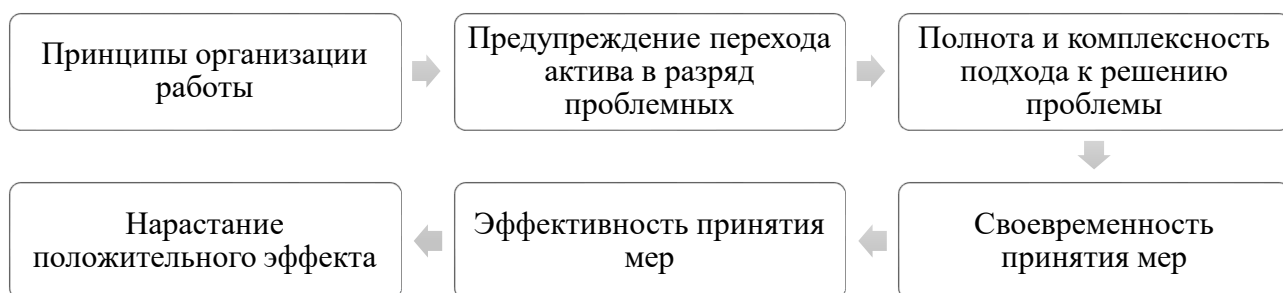 Принципы организации
работы
Предупреждение перехода
актива в разряд
проблемных
Полнота и комплексность
подхода к решению
проблемы
Своевременность
принятия мер
Эффективность принятия
мер
Нарастание
положительного эффекта